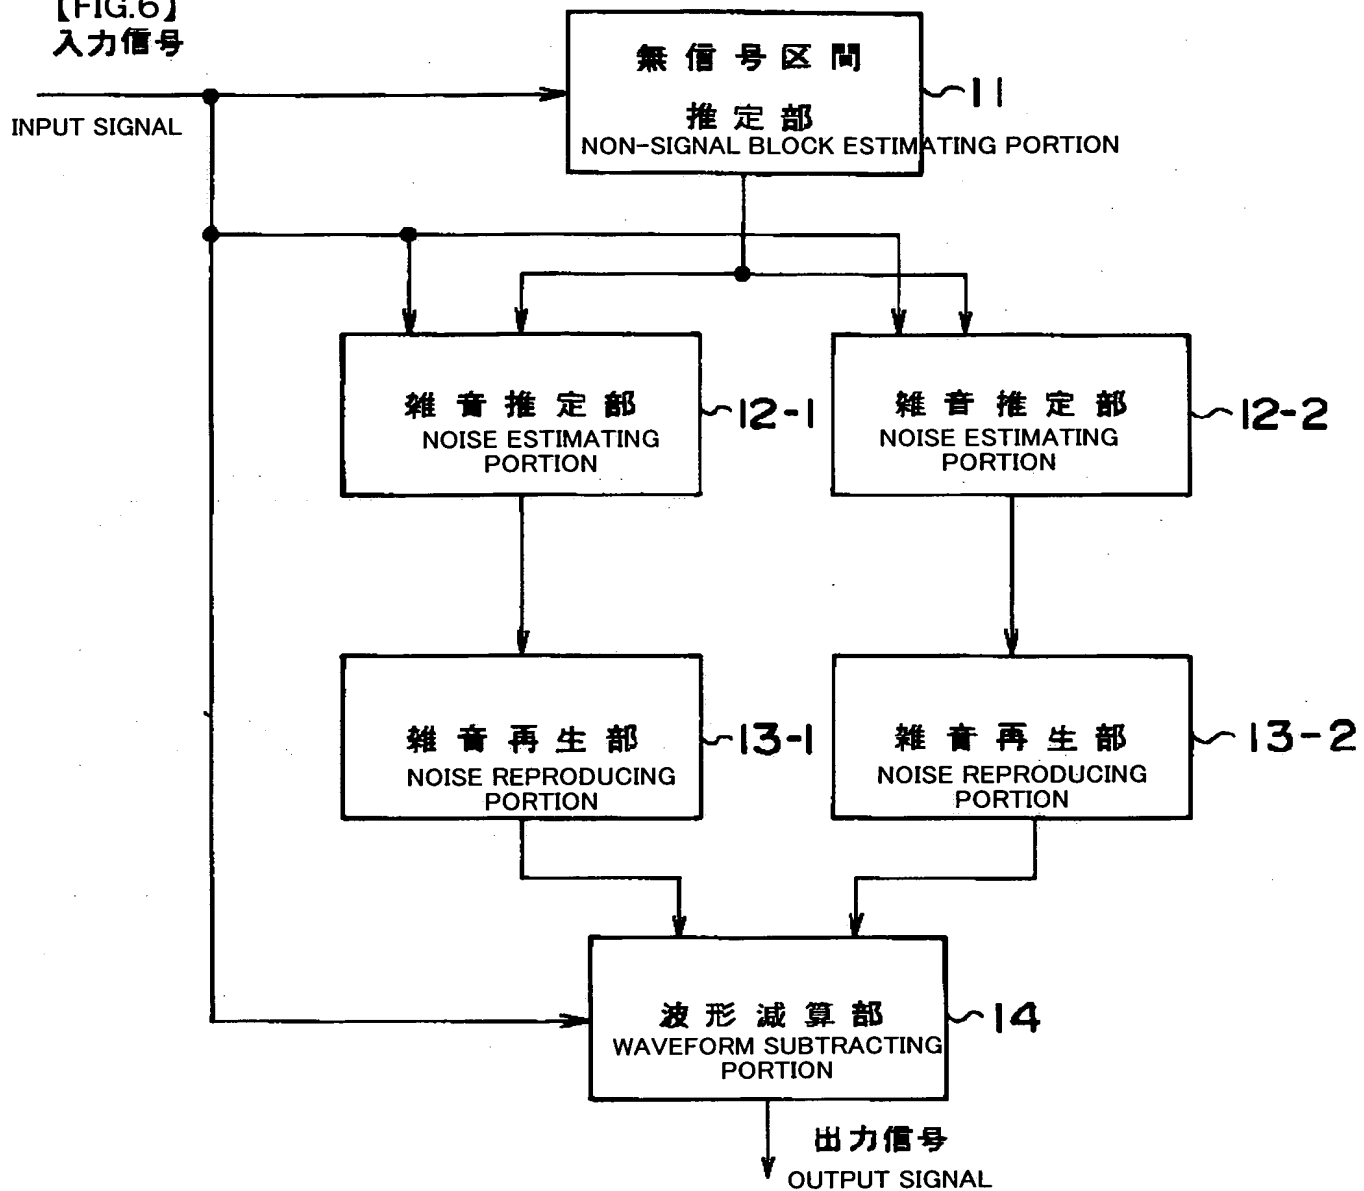 【FIG.6】
入力信号
INPUT SIGNAL
無信号区間
推定部
NON-SIGNAL BLOCK ESTIMATING PORTION
11
雑音推定部
NOISE ESTIMATING
PORTION
12-1
雑音推定部
NOISE ESTIMATING
PORTION
12-2
雑音再生部
NOISE REPRODUCING
PORTION
13-1
雑音再生部
NOISE REPRODUCING
PORTION
13-2
波形減算部
WAVEFORM SUBTRACTING
PORTION
14
出力信号
OUTPUT SIGNAL